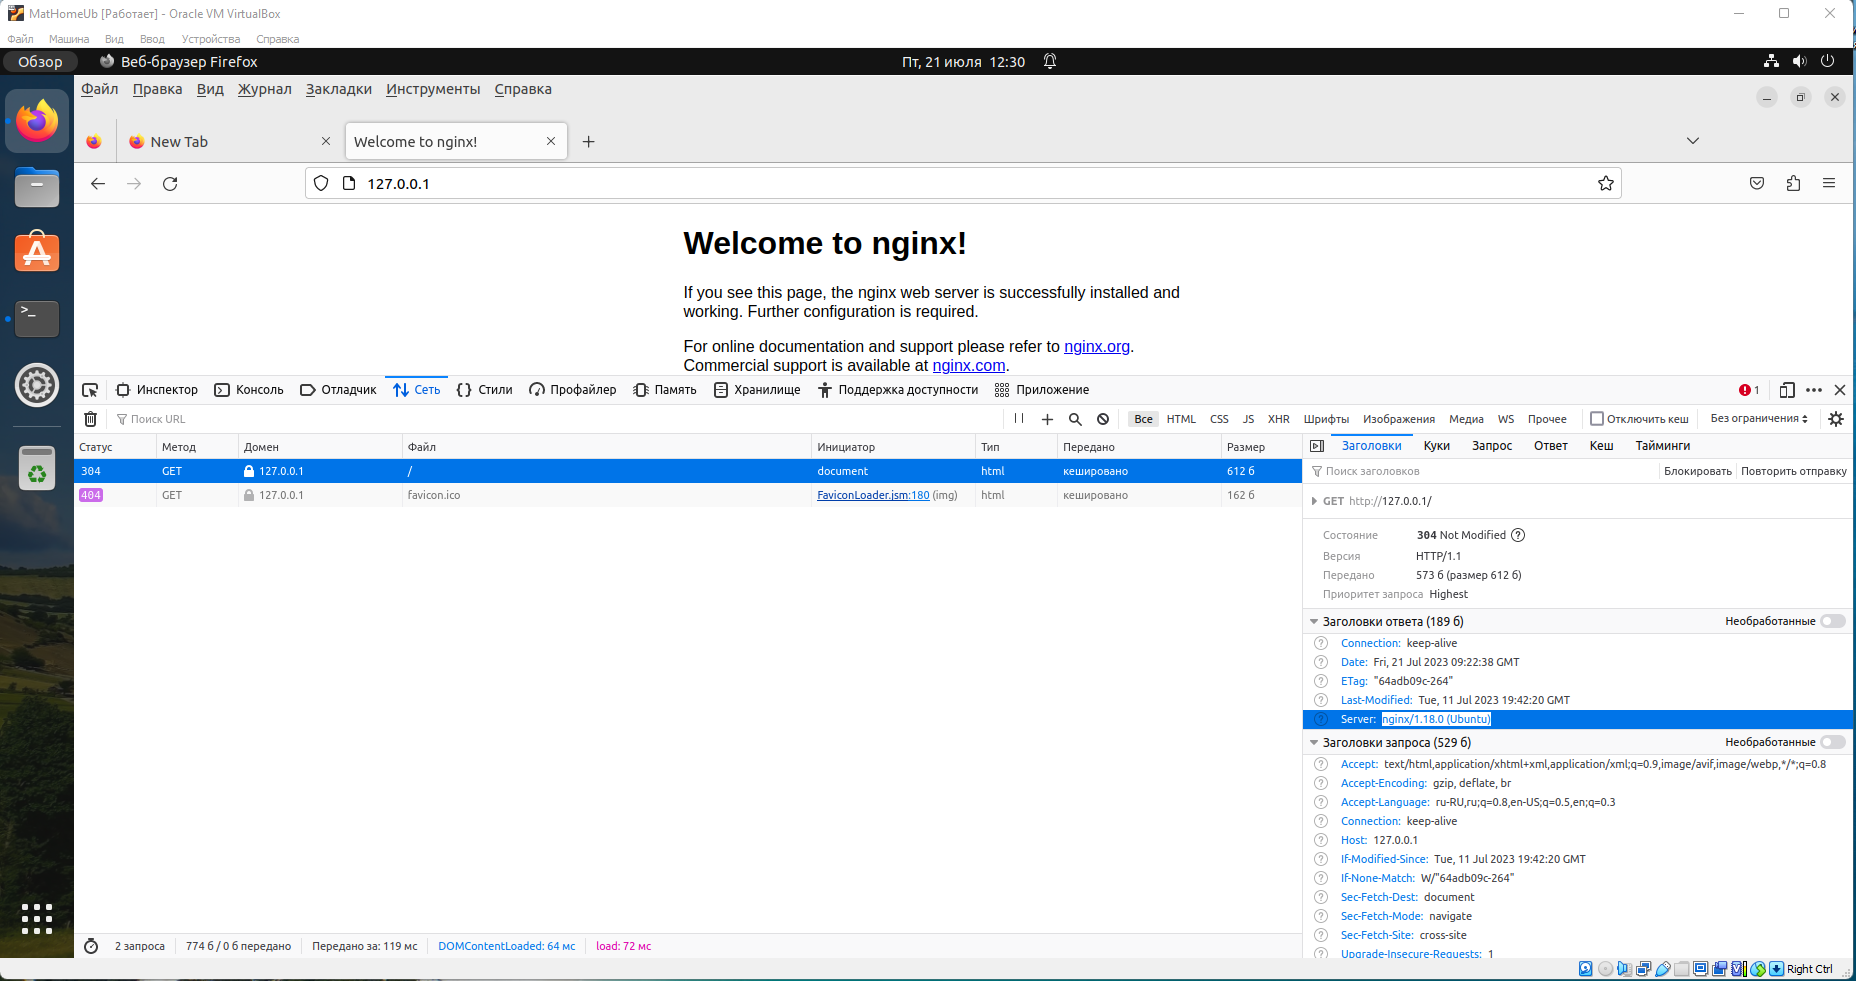 MatHomeUb [Работает] - Oracle VM VirtualBox
Файл Машина Вид Ввод Устройства Справка
Обзор Веб-браузер Firefox Пт, 21 июля 12:30
Файл Правка Вид Журнал Закладки Инструменты Справка
New Tab Welcome to nginx!
127.0.0.1
Welcome to nginx!
If you see this page, the nginx web server is successfully installed and
working. Further configuration is required.
For online documentation and support please refer to nginx.org.
Commercial support is available at nginx.com.
Инспектор Консоль Отладчик Сеть Стили Профайлер Память Хранилище Поддержка доступности Приложение 1
Поиск URL Все HTML CSS JS XHR Шрифты Изображения Медиа WS Прочее Отключить кеш Без ограничения
Статус Метод Домен Файл Инициатор Тип Передано Размер
304 GET 127.0.0.1 / document html кешировано 612 б
404 GET 127.0.0.1 favicon.ico FaviconLoader.jsm:180 (img) html кешировано 162 б
Заголовки Куки Запрос Ответ Кеш Тайминги
Поиск заголовков Блокировать Повторить отправку
GET http://127.0.0.1/
Состояние 304 Not Modified
Версия HTTP/1.1
Передано 573 б (размер 612 б)
Приоритет запроса Highest
Заголовки ответа (189 б) Необработанные
Connection: keep-alive
Date: Fri, 21 Jul 2023 09:22:38 GMT
ETag: "64adb09c-264"
Last-Modified: Tue, 11 Jul 2023 19:42:20 GMT
Server: nginx/1.18.0 (Ubuntu)
Заголовки запроса (529 б) Необработанные
Accept: text/html,application/xhtml+xml,application/xml;q=0.9,image/avif,image/webp,*/*;q=0.8
Accept-Encoding: gzip, deflate, br
Accept-Language: ru-RU,ru;q=0.8,en-US;q=0.5,en;q=0.3
Connection: keep-alive
Host: 127.0.0.1
If-Modified-Since: Tue, 11 Jul 2023 19:42:20 GMT
If-None-Match: W/"64adb09c-264"
Sec-Fetch-Dest: document
Sec-Fetch-Mode: navigate
Sec-Fetch-Site: cross-site
Upgrade-Insecure-Requests: 1
2 запроса 774 б / 0 б передано Передано за: 119 мс DOMContentLoaded: 64 мс load: 72 мс
Right Ctrl